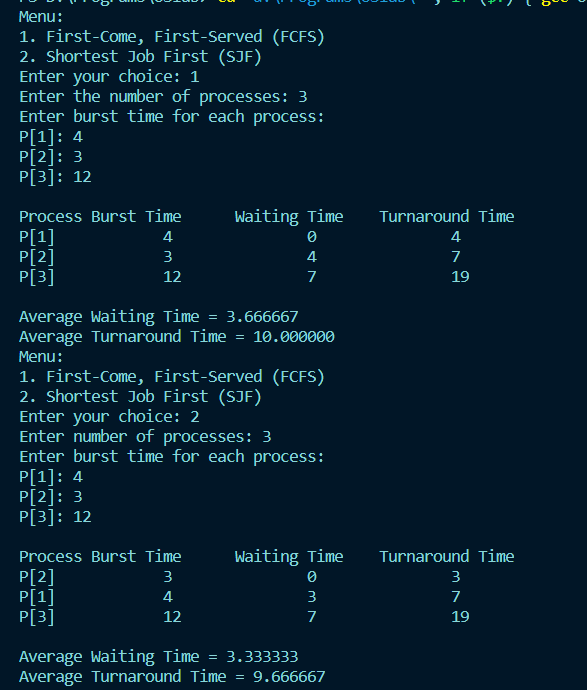 Menu:
1. First-Come, First-Served (FCFS)
2. Shortest Job First (SJF)
Enter your choice: 1
Enter the number of processes: 3
Enter burst time for each process:
P[1]: 4
P[2]: 3
P[3]: 12
Process Burst Time Waiting Time Turnaround Time
P[1] 4 0 4
P[2] 3 4 7
P[3] 12 7 19
Average Waiting Time = 3.666667
Average Turnaround Time = 10.000000
Menu:
1. First-Come, First-Served (FCFS)
2. Shortest Job First (SJF)
Enter your choice: 2
Enter number of processes: 3
Enter burst time for each process:
P[1]: 4
P[2]: 3
P[3]: 12
Process Burst Time Waiting Time Turnaround Time
P[2] 3 0 3
P[1] 4 3 7
P[3] 12 7 19
Average Waiting Time = 3.333333
Average Turnaround Time = 9.666667